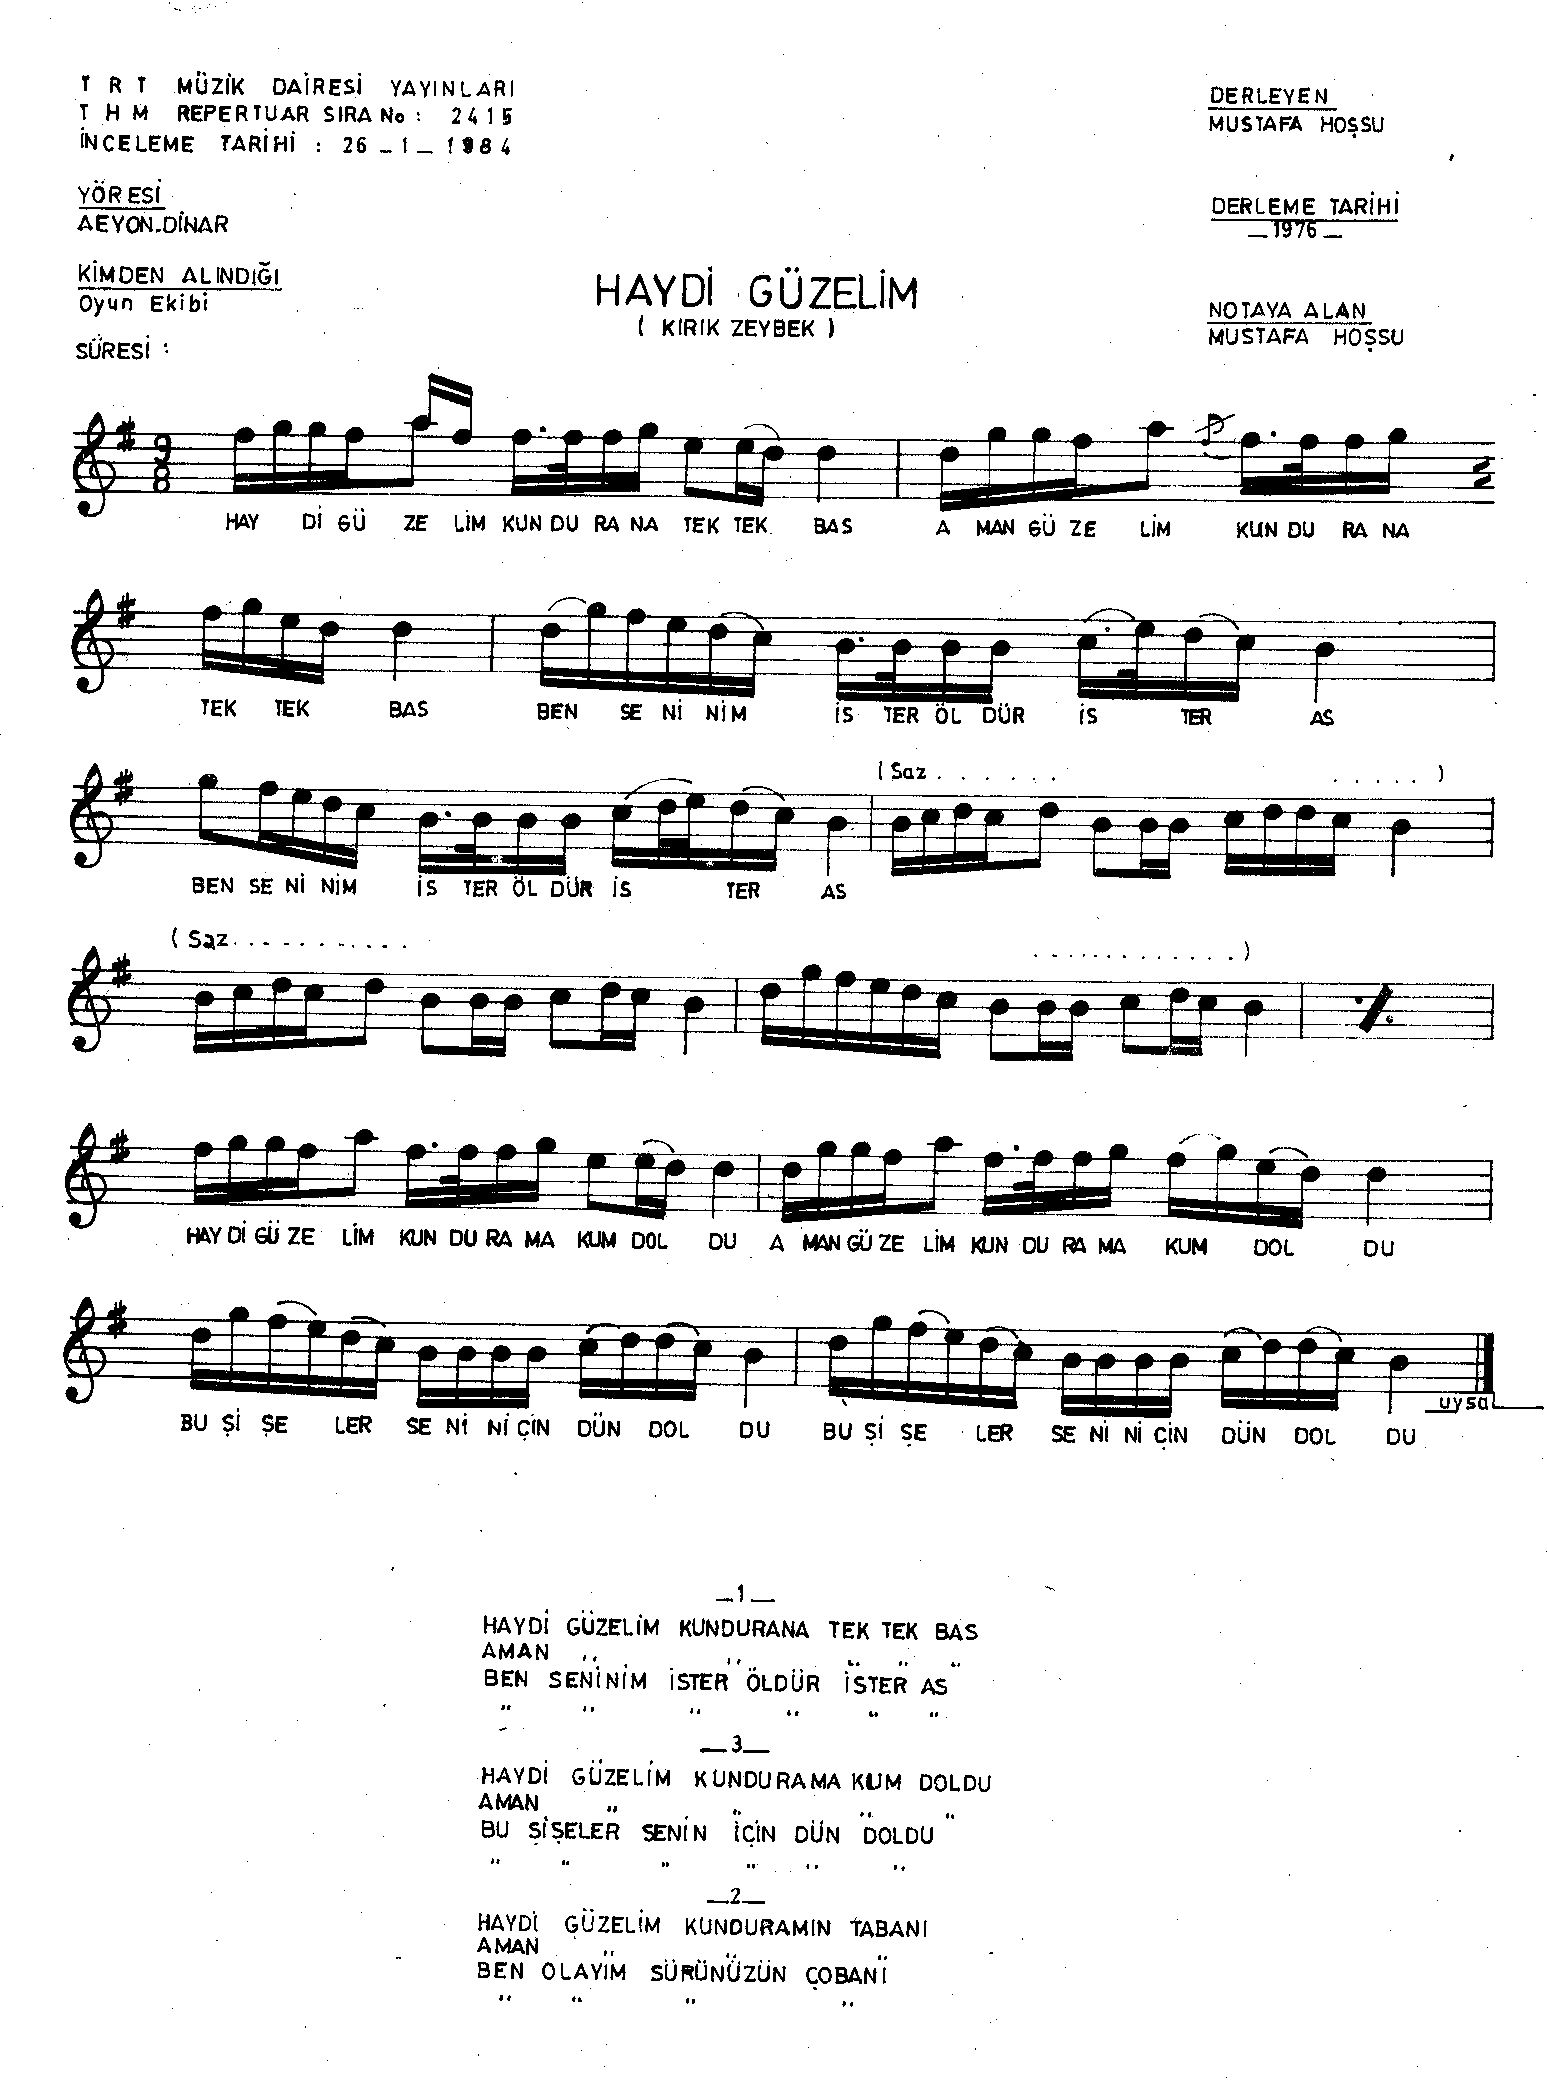 TRT MÜZİK DAİRESİ YAYINLARI
THM REPERTUAR SIRA No : 2415
İNCELEME TARİHİ : 26 _ 1 _ 1984
DERLEYEN
MUSTAFA HOŞSU
YÖRESİ
AEYON-DİNAR
DERLEME TARİHİ
_ 1976 _
KİMDEN ALINDIĞI
Oyun Ekibi
HAYDİ GÜZELİM
( KIRIK ZEYBEK )
NOTAYA ALAN
MUSTAFA HOŞSU
SÜRESİ :
9
8
HAY Dİ GÜ ZE LİM KUN DU RA NA TEK TEK BAS A MAN GÜ ZE LİM KUN DU RA NA
TEK TEK BAS BEN SE Nİ NİM İS TER ÖL DÜR İS TER AS
( Saz . . . . . . . . . . . )
BEN SE Nİ NİM İS TER ÖL DÜR İS TER AS
( Saz . . . . . . . . . . . . . . . . . . . . . . )
HAY Dİ GÜ ZE LİM KUN DU RA MA KUM DOL DU A MAN GÜ ZE LİM KUN DU RA MA KUM DOL DU
uysal
BU Şİ ŞE LER SE Nİ Nİ ÇİN DÜN DOL DU BU Şİ ŞE LER SE Nİ Nİ ÇİN DÜN DOL DU
_1_
HAYDİ GÜZELİM KUNDURANA TEK TEK BAS
AMAN ,, ,, ,, ,, ,,
BEN SENİNİM İSTER ÖLDÜR İSTER AS
,, ,, ,, ,, ,, ,,
_3_
HAYDİ GÜZELİM KUNDURAMA KUM DOLDU
AMAN ,, ,, ,, ,,
BU ŞİŞELER SENİN İÇİN DÜN DOLDU
,, ,, ,, ,, ,, ,,
_2_
HAYDİ GÜZELİM KUNDURAMIN TABANI
AMAN ,, ,, ,,
BEN OLAYIM SÜRÜNÜZÜN ÇOBANI
,, ,, ,, ,,